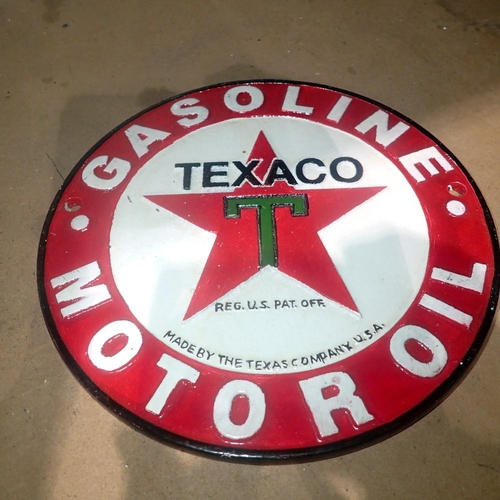 GASOLINE
TEXACO
T
REG. U.S. PAT. OFF.
MADE BY THE TEXAS COMPANY, U.S.A.
MOTOR OIL